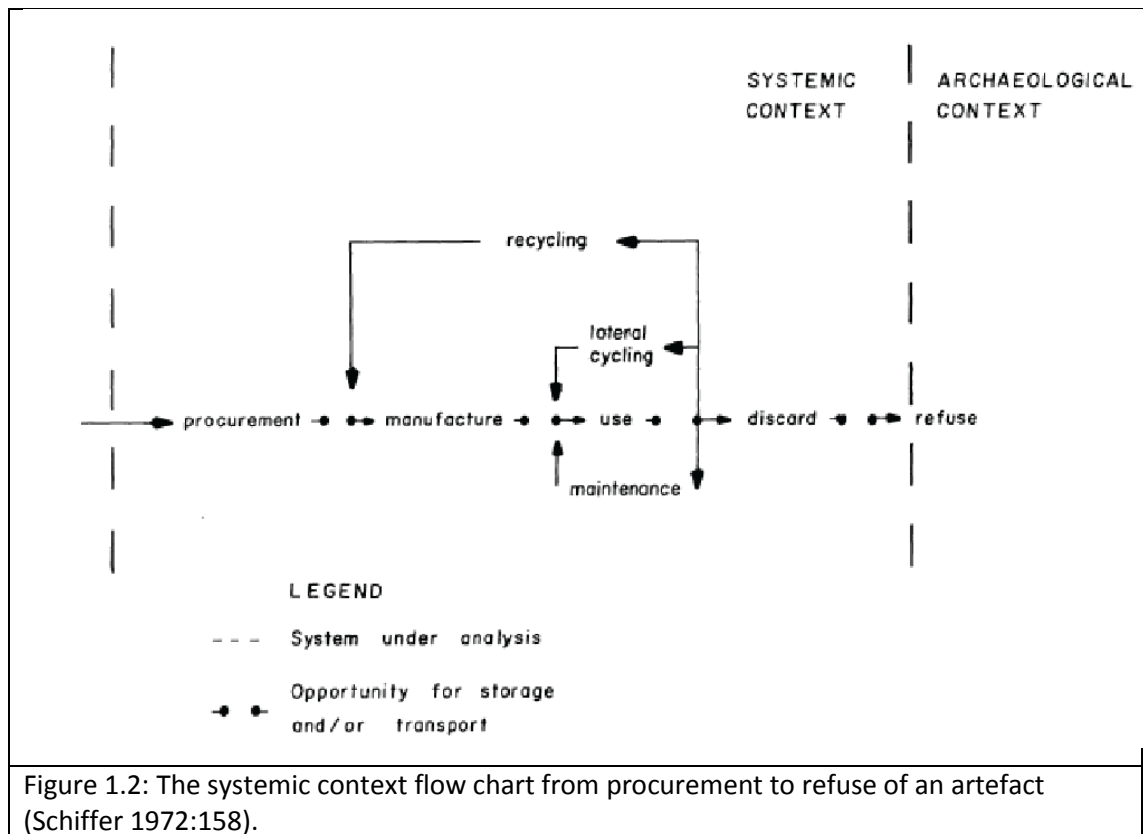 SYSTEMIC
CONTEXT
ARCHAEOLOGICAL
CONTEXT
recycling
lateral
cycling
procurement
manufacture
use
discard
refuse
maintenance
LEGEND
System under analysis
Opportunity for storage
and/or transport
Figure 1.2: The systemic context flow chart from procurement to refuse of an artefact
(Schiffer 1972:158).